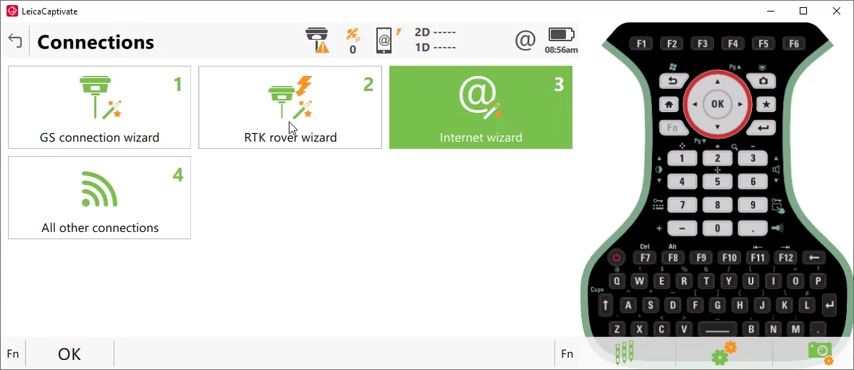 LeicaCaptivate
Connections
0
2D -----
1D -----
@
08:56am
1
GS connection wizard
2
RTK rover wizard
@
3
Internet wizard
4
All other connections
Fn
OK
Fn
F1 F2 F3 F4 F5 F6
Pg
OK
Fn
Pg
1 2 3
4 5 6
7 8 9
+ - 0 .
Ctrl Alt
F7 F8 F9 F10 F11 F12
Q W E R T Y U I O P
Caps
A S D F G H J K L
Z X C V B N M .